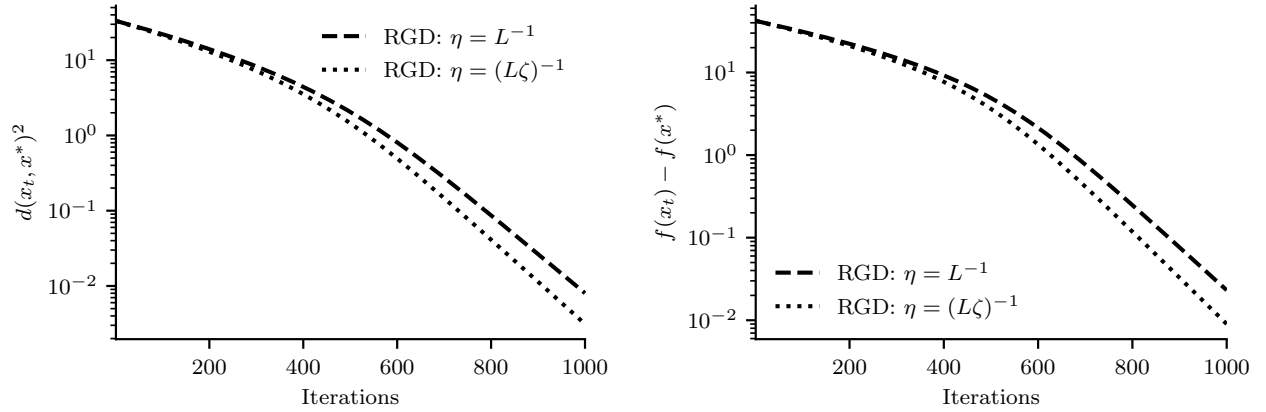 10^1
10^0
10^{-1}
10^{-2}
d(x_t, x^*)^2
RGD: η = L^{-1}
RGD: η = (Lζ)^{-1}
200 400 600 800 1000
Iterations
10^1
10^0
10^{-1}
10^{-2}
f(x_t) − f(x^*)
RGD: η = L^{-1}
RGD: η = (Lζ)^{-1}
200 400 600 800 1000
Iterations